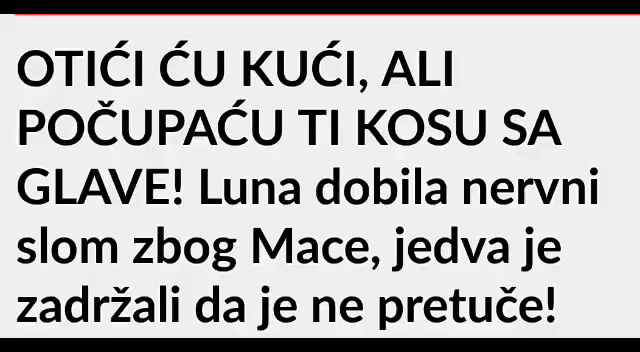 OTIĆI ĆU KUĆI, ALI
POČUPAĆU TI KOSU SA
GLAVE! Luna dobila nervni
slom zbog Mace, jedva je
zadržali da je ne pretuče!